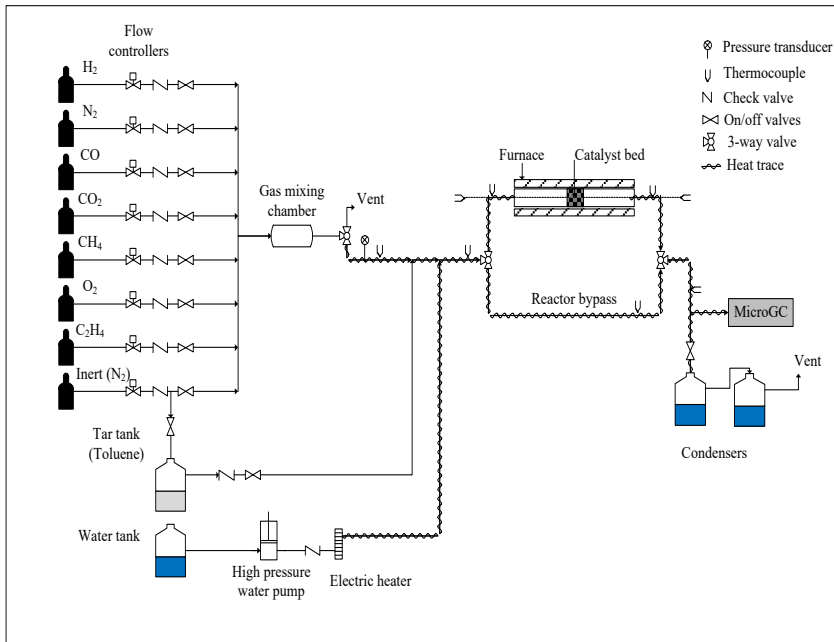 Flow
controllers
H2
N2
CO
CO2
CH4
O2
C2H4
Inert (N2)
Tar tank
(Toluene)
Water tank
High pressure
water pump
Electric heater
Gas mixing
chamber
Vent
Furnace
Catalyst bed
Reactor bypass
Pressure transducer
Thermocouple
Check valve
On/off valves
3-way valve
Heat trace
MicroGC
Vent
Condensers